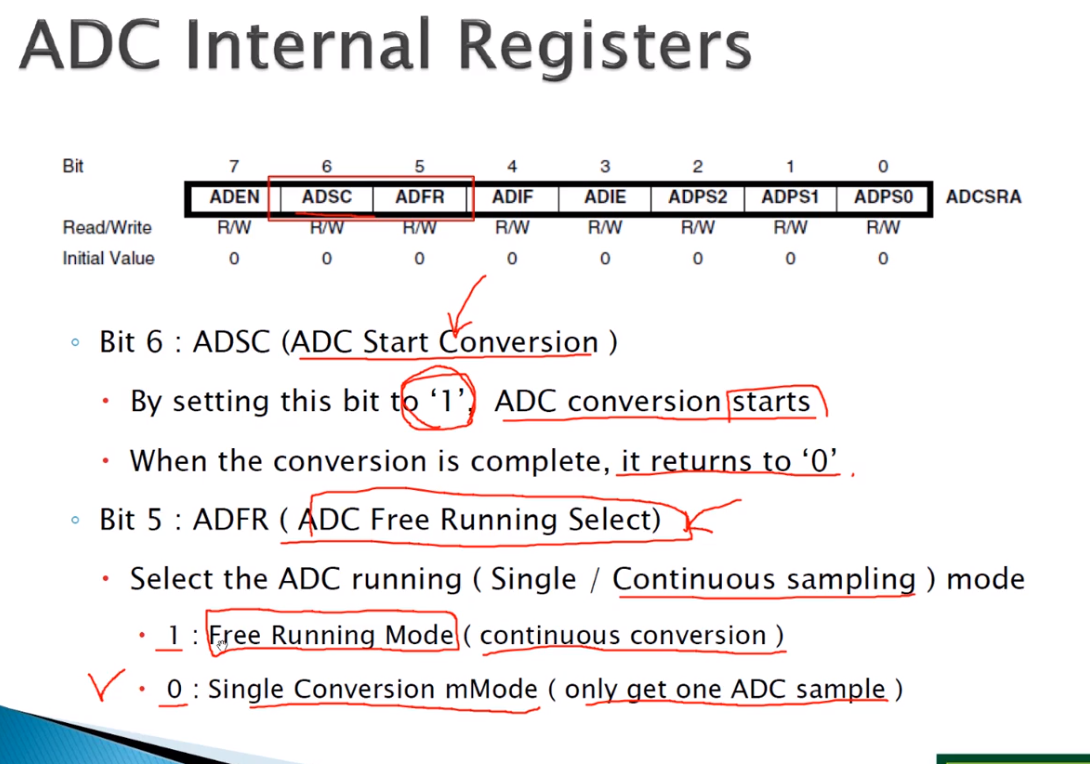 ADC Internal Registers
Bit 7 6 5 4 3 2 1 0
ADEN ADSC ADFR ADIF ADIE ADPS2 ADPS1 ADPS0 ADCSRA
Read/Write R/W R/W R/W R/W R/W R/W R/W R/W
Initial Value 0 0 0 0 0 0 0 0
◦ Bit 6 : ADSC (ADC Start Conversion )
• By setting this bit to ‘1’, ADC conversion starts
• When the conversion is complete, it returns to ‘0’
◦ Bit 5 : ADFR ( ADC Free Running Select)
• Select the ADC running ( Single / Continuous sampling ) mode
• 1 : Free Running Mode ( continuous conversion )
• 0 : Single Conversion mMode ( only get one ADC sample )